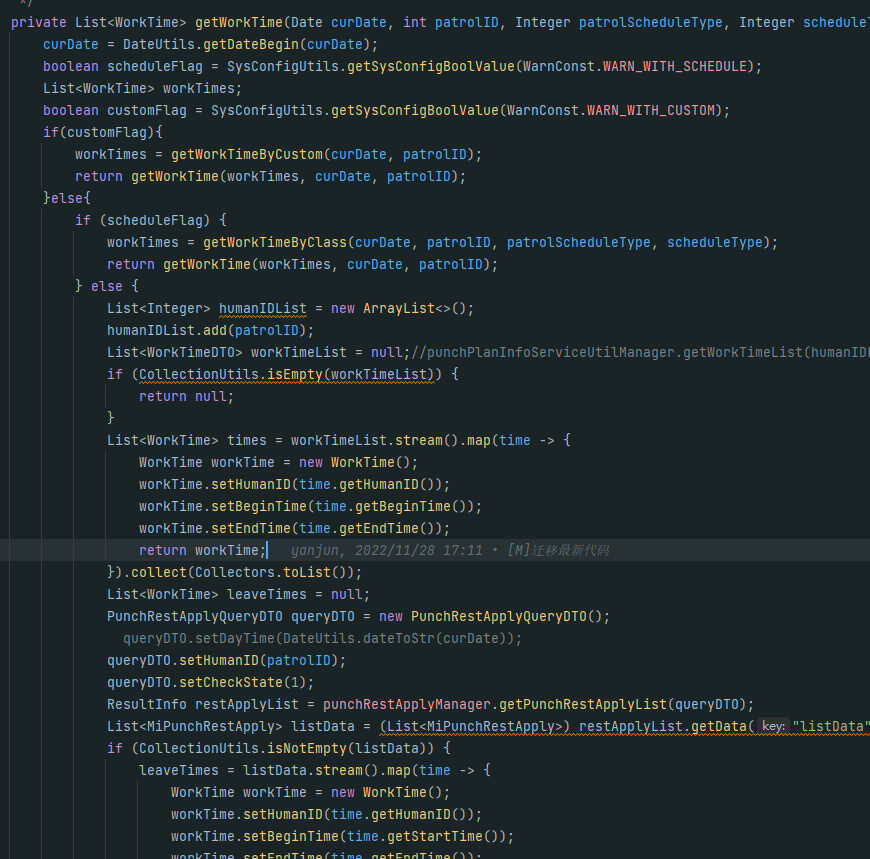 */
private List<WorkTime> getWorkTime(Date curDate, int patrolID, Integer patrolScheduleType, Integer schedule
curDate = DateUtils.getDateBegin(curDate);
boolean scheduleFlag = SysConfigUtils.getSysConfigBoolValue(WarnConst.WARN_WITH_SCHEDULE);
List<WorkTime> workTimes;
boolean customFlag = SysConfigUtils.getSysConfigBoolValue(WarnConst.WARN_WITH_CUSTOM);
if(customFlag){
workTimes = getWorkTimeByCustom(curDate, patrolID);
return getWorkTime(workTimes, curDate, patrolID);
}else{
if (scheduleFlag) {
workTimes = getWorkTimeByClass(curDate, patrolID, patrolScheduleType, scheduleType);
return getWorkTime(workTimes, curDate, patrolID);
} else {
List<Integer> humanIDList = new ArrayList<>();
humanIDList.add(patrolID);
List<WorkTimeDTO> workTimeList = null;//punchPlanInfoServiceUtilManager.getWorkTimeList(humanIDL
if (CollectionUtils.isEmpty(workTimeList)) {
return null;
}
List<WorkTime> times = workTimeList.stream().map(time -> {
WorkTime workTime = new WorkTime();
workTime.setHumanID(time.getHumanID());
workTime.setBeginTime(time.getBeginTime());
workTime.setEndTime(time.getEndTime());
return workTime; yanjun, 2022/11/28 17:11 • [M]迁移最新代码
}).collect(Collectors.toList());
List<WorkTime> leaveTimes = null;
PunchRestApplyQueryDTO queryDTO = new PunchRestApplyQueryDTO();
queryDTO.setDayTime(DateUtils.dateToStr(curDate));
queryDTO.setHumanID(patrolID);
queryDTO.setCheckState(1);
ResultInfo restApplyList = punchRestApplyManager.getPunchRestApplyList(queryDTO);
List<MiPunchRestApply> listData = (List<MiPunchRestApply>) restApplyList.getData( key: "listData"
if (CollectionUtils.isNotEmpty(listData)) {
leaveTimes = listData.stream().map(time -> {
WorkTime workTime = new WorkTime();
workTime.setHumanID(time.getHumanID());
workTime.setBeginTime(time.getStartTime());
workTime.setEndTime(time.getEndTime());